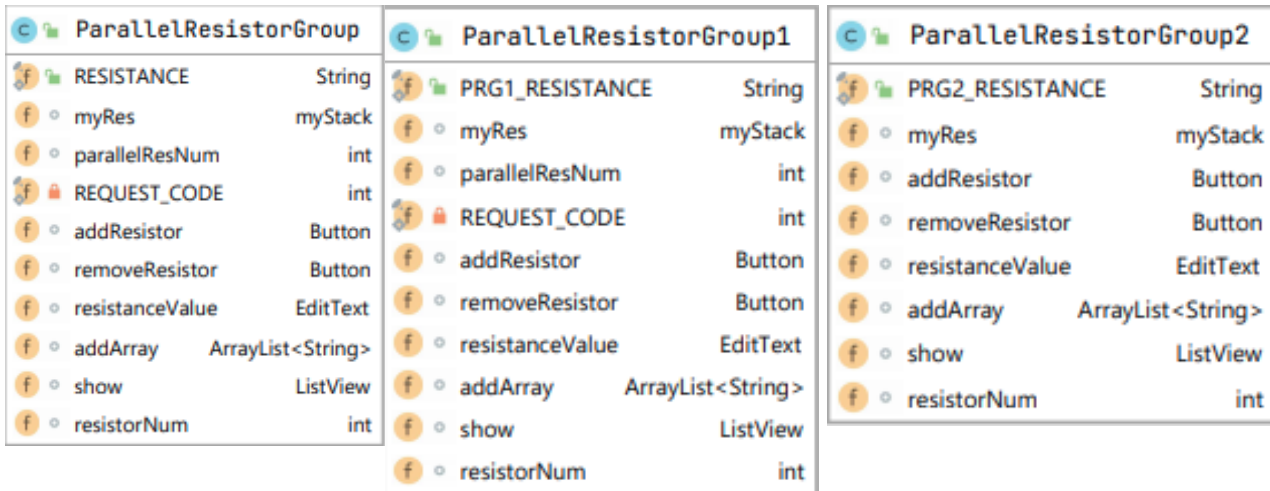 C ParallelResistorGroup
f RESISTANCE String
f myRes myStack
f parallelResNum int
f REQUEST_CODE int
f addResistor Button
f removeResistor Button
f resistanceValue EditText
f addArray ArrayList<String>
f show ListView
f resistorNum int
C ParallelResistorGroup1
f PRG1_RESISTANCE String
f myRes myStack
f parallelResNum int
f REQUEST_CODE int
f addResistor Button
f removeResistor Button
f resistanceValue EditText
f addArray ArrayList<String>
f show ListView
f resistorNum int
C ParallelResistorGroup2
f PRG2_RESISTANCE String
f myRes myStack
f addResistor Button
f removeResistor Button
f resistanceValue EditText
f addArray ArrayList<String>
f show ListView
f resistorNum int